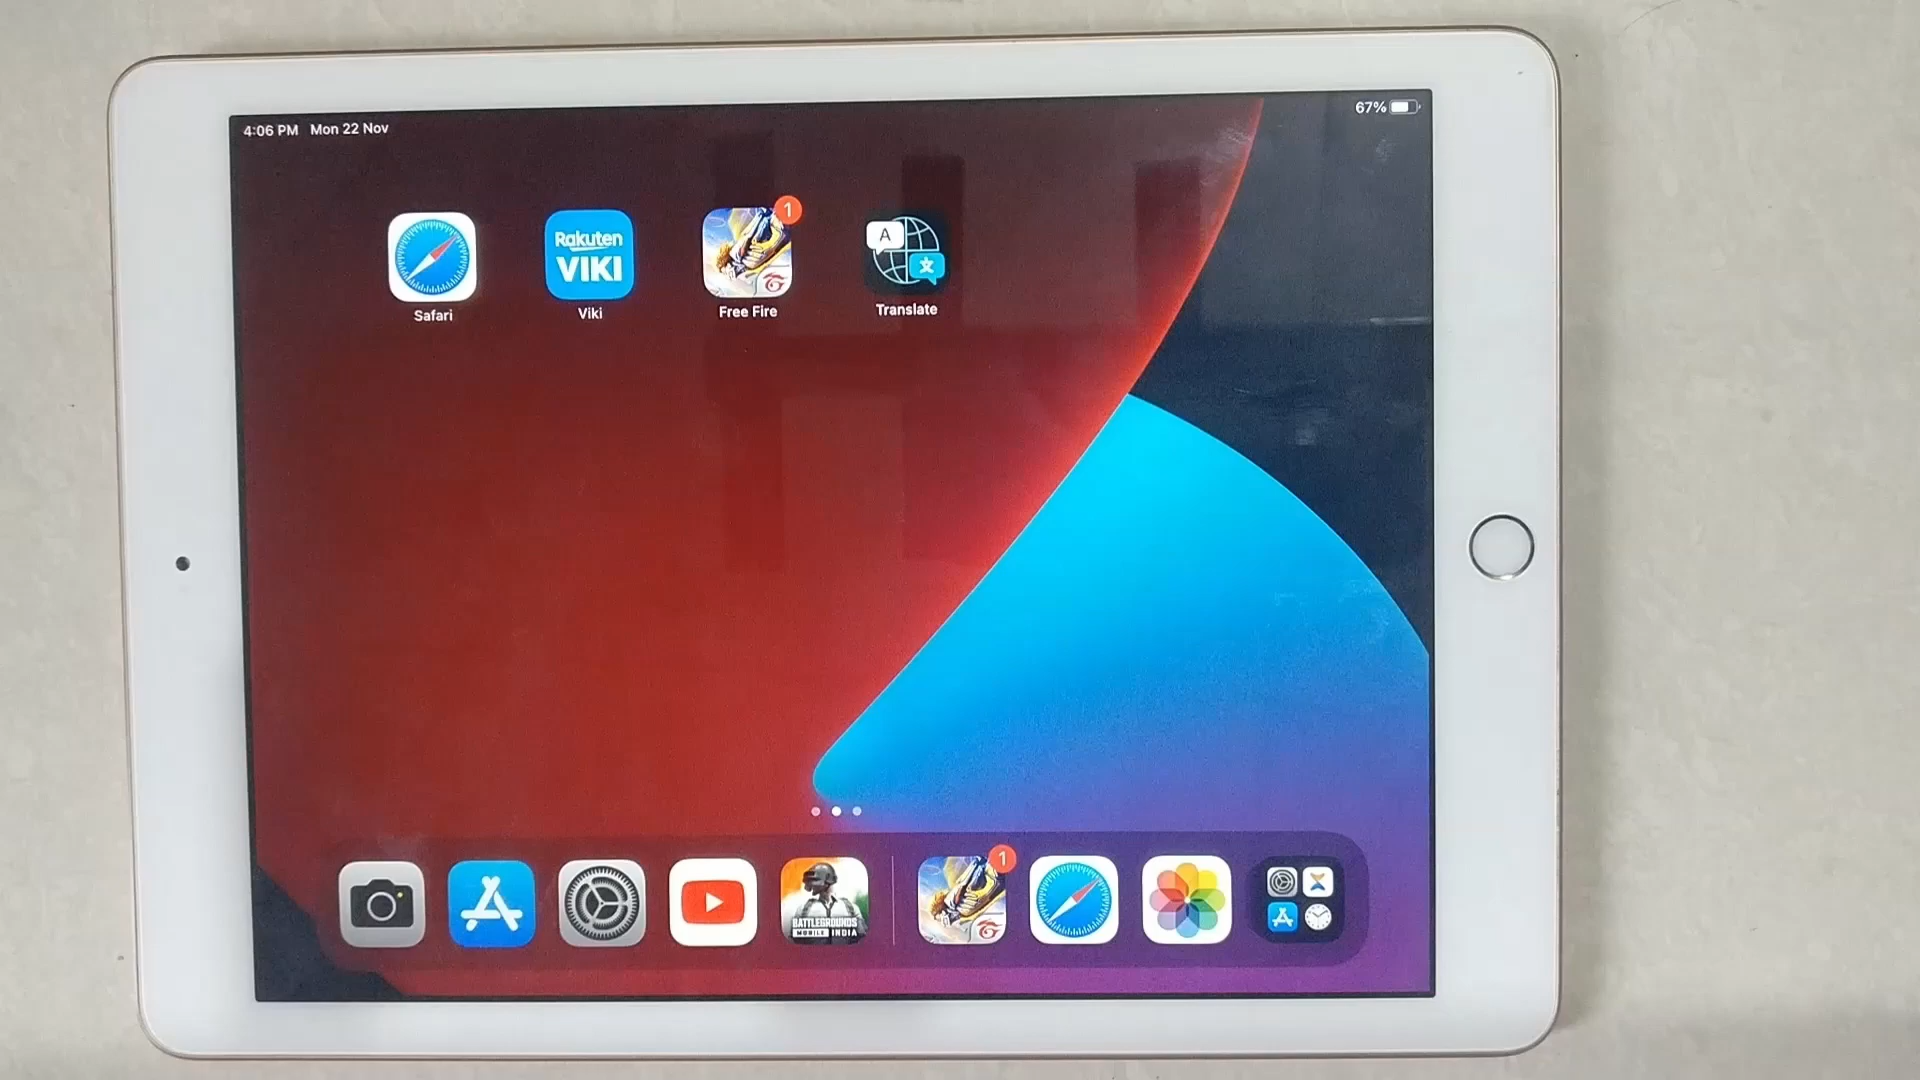 4:06 PM Mon 22 Nov
67%
Rakuten
VIKI
1
A
文
Safari
Viki
Free Fire
Translate
1
BATTLEGROUNDS
MOBILE INDIA